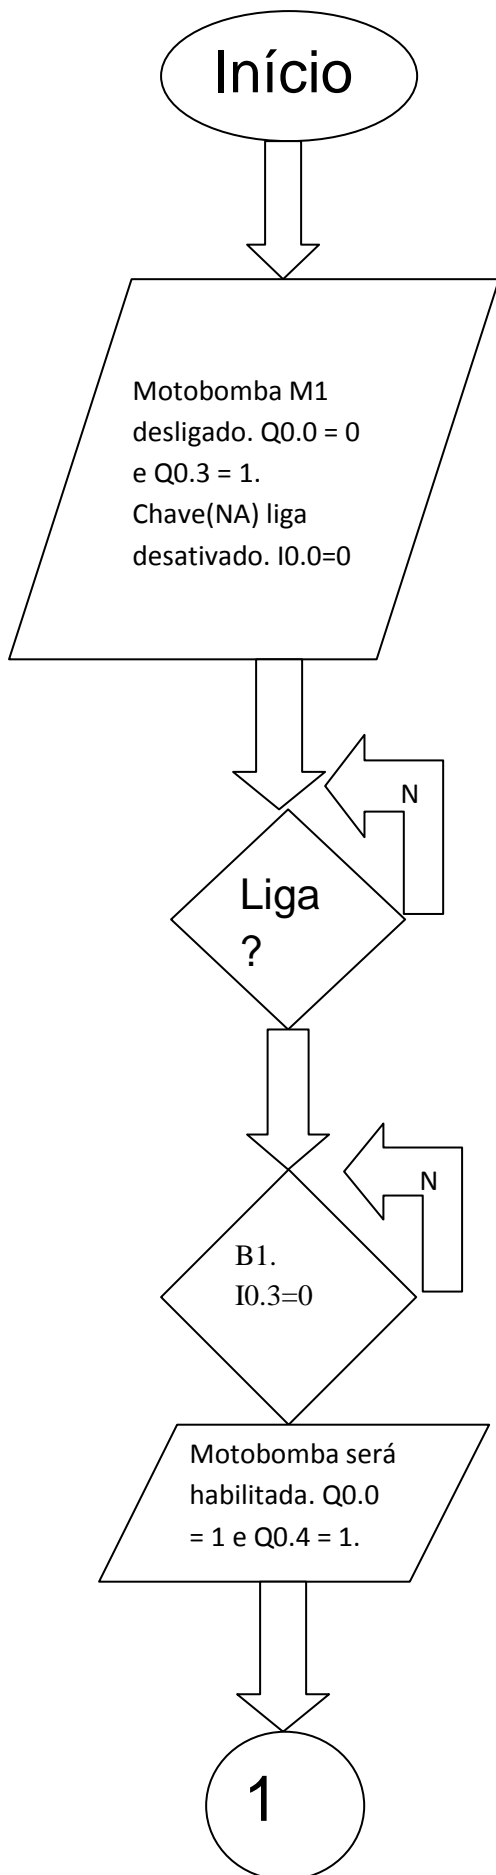 Início
Motobomba M1
desligado. Q0.0 = 0
e Q0.3 = 1.
Chave(NA) liga
desativado. I0.0=0
N
Liga
?
N
B1.
I0.3=0
Motobomba será
habilitada. Q0.0
= 1 e Q0.4 = 1.
1